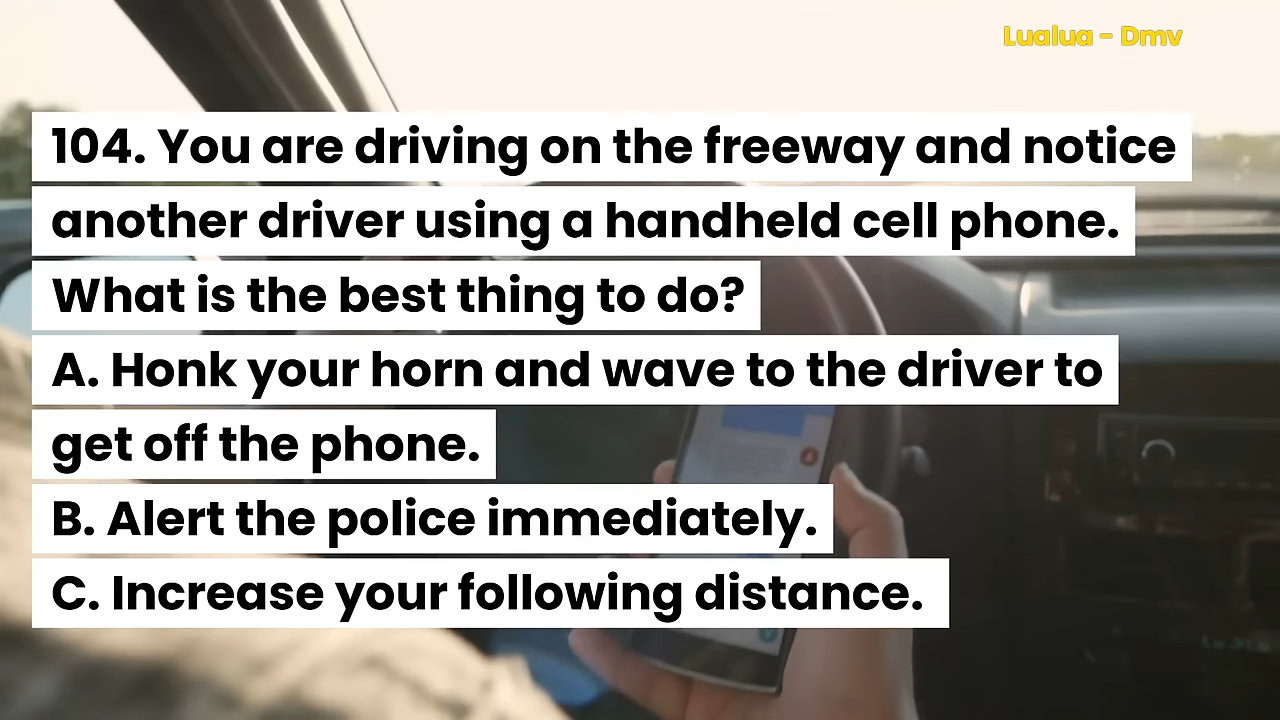 Lualua - Dmv
104. You are driving on the freeway and notice
another driver using a handheld cell phone.
What is the best thing to do?
A. Honk your horn and wave to the driver to
get off the phone.
B. Alert the police immediately.
C. Increase your following distance.